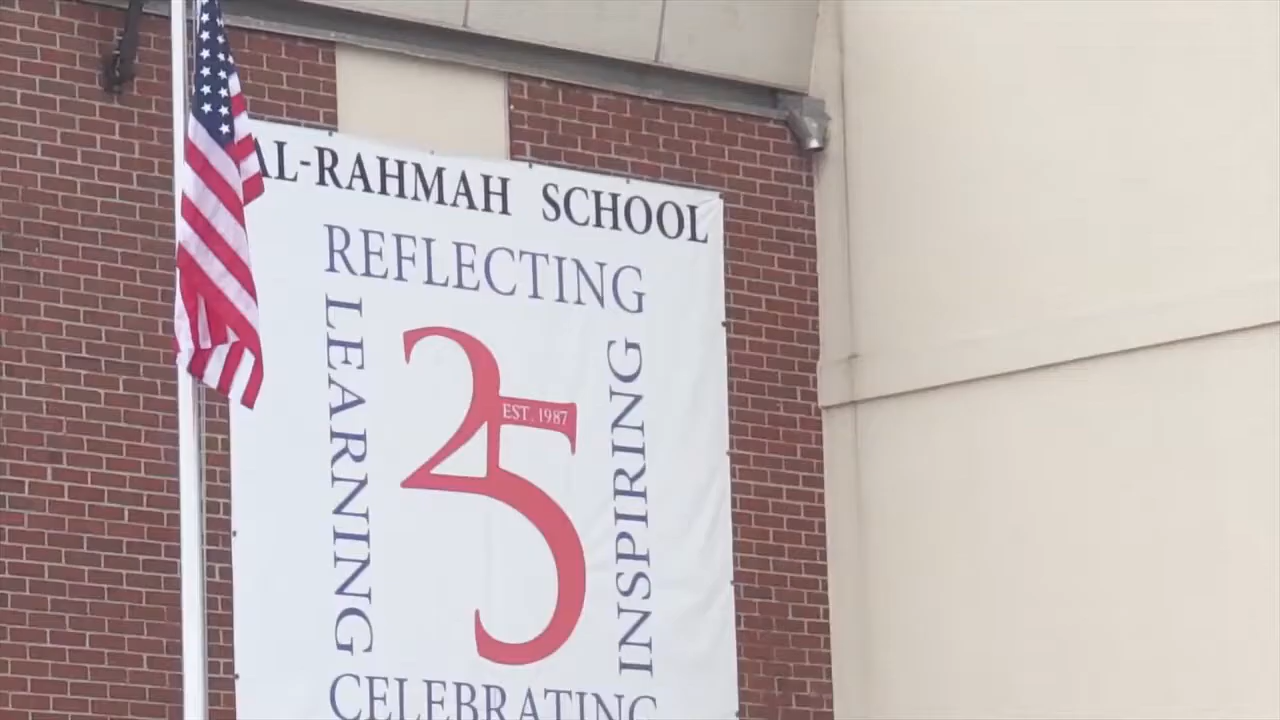 AL-RAHMAH SCHOOL
REFLECTING
LEARNING
25
EST. 1987
INSPIRING
CELEBRATING